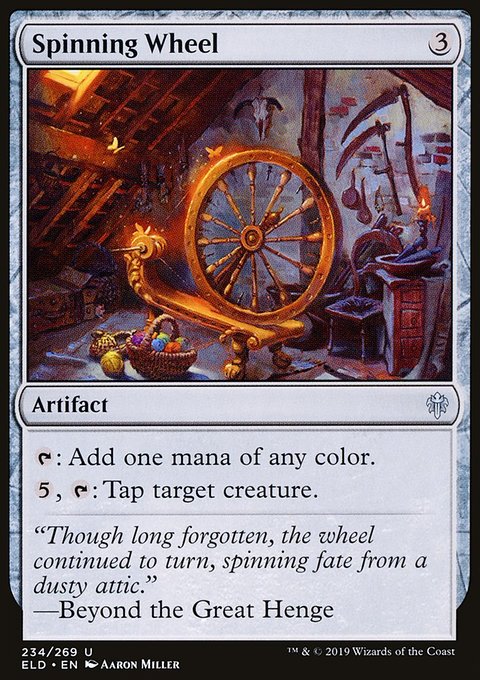 Spinning Wheel 3
Artifact
: Add one mana of any color.
5, : Tap target creature.
“Though long forgotten, the wheel
continued to turn, spinning fate from a
dusty attic.”
—Beyond the Great Henge
234/269 U
ELD • EN Aaron Miller
™ & © 2019 Wizards of the Coast